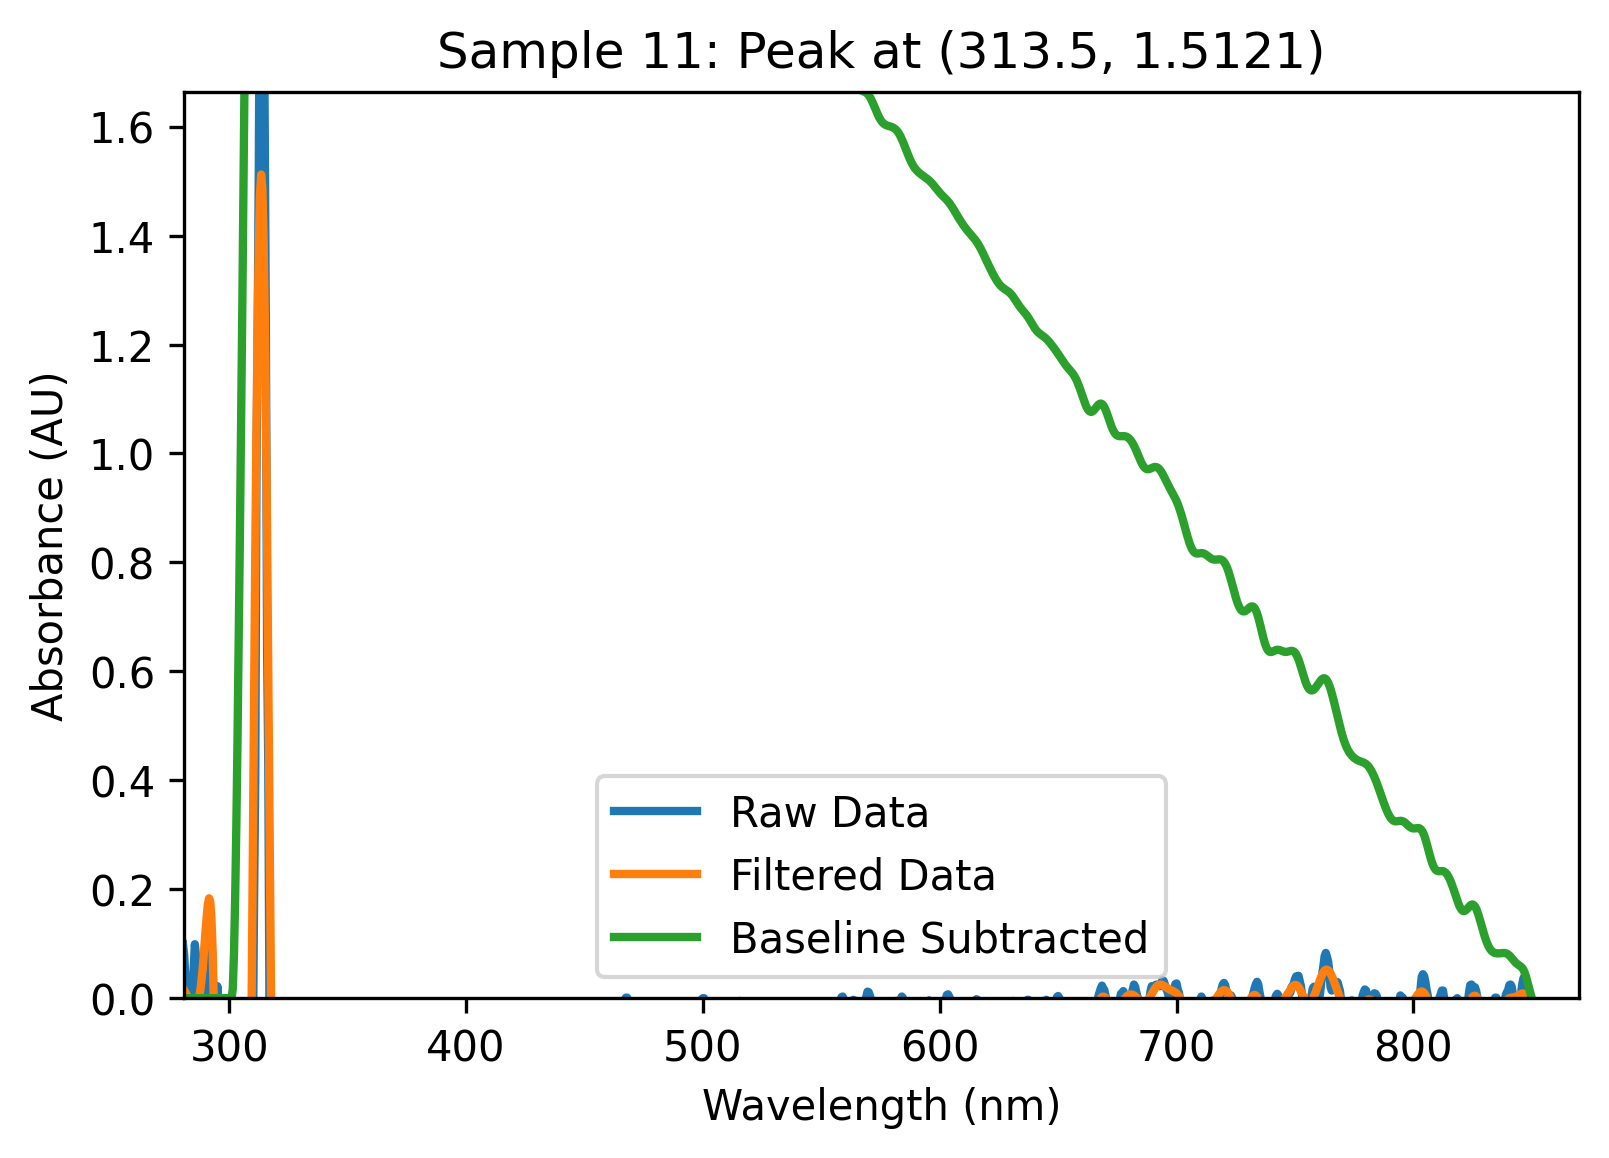 Sample 11: Peak at (313.5, 1.5121)
1.6
1.4
1.2
1.0
0.8
0.6
0.4
0.2
0.0
Absorbance (AU)
Raw Data
Filtered Data
Baseline Subtracted
300 400 500 600 700 800
Wavelength (nm)